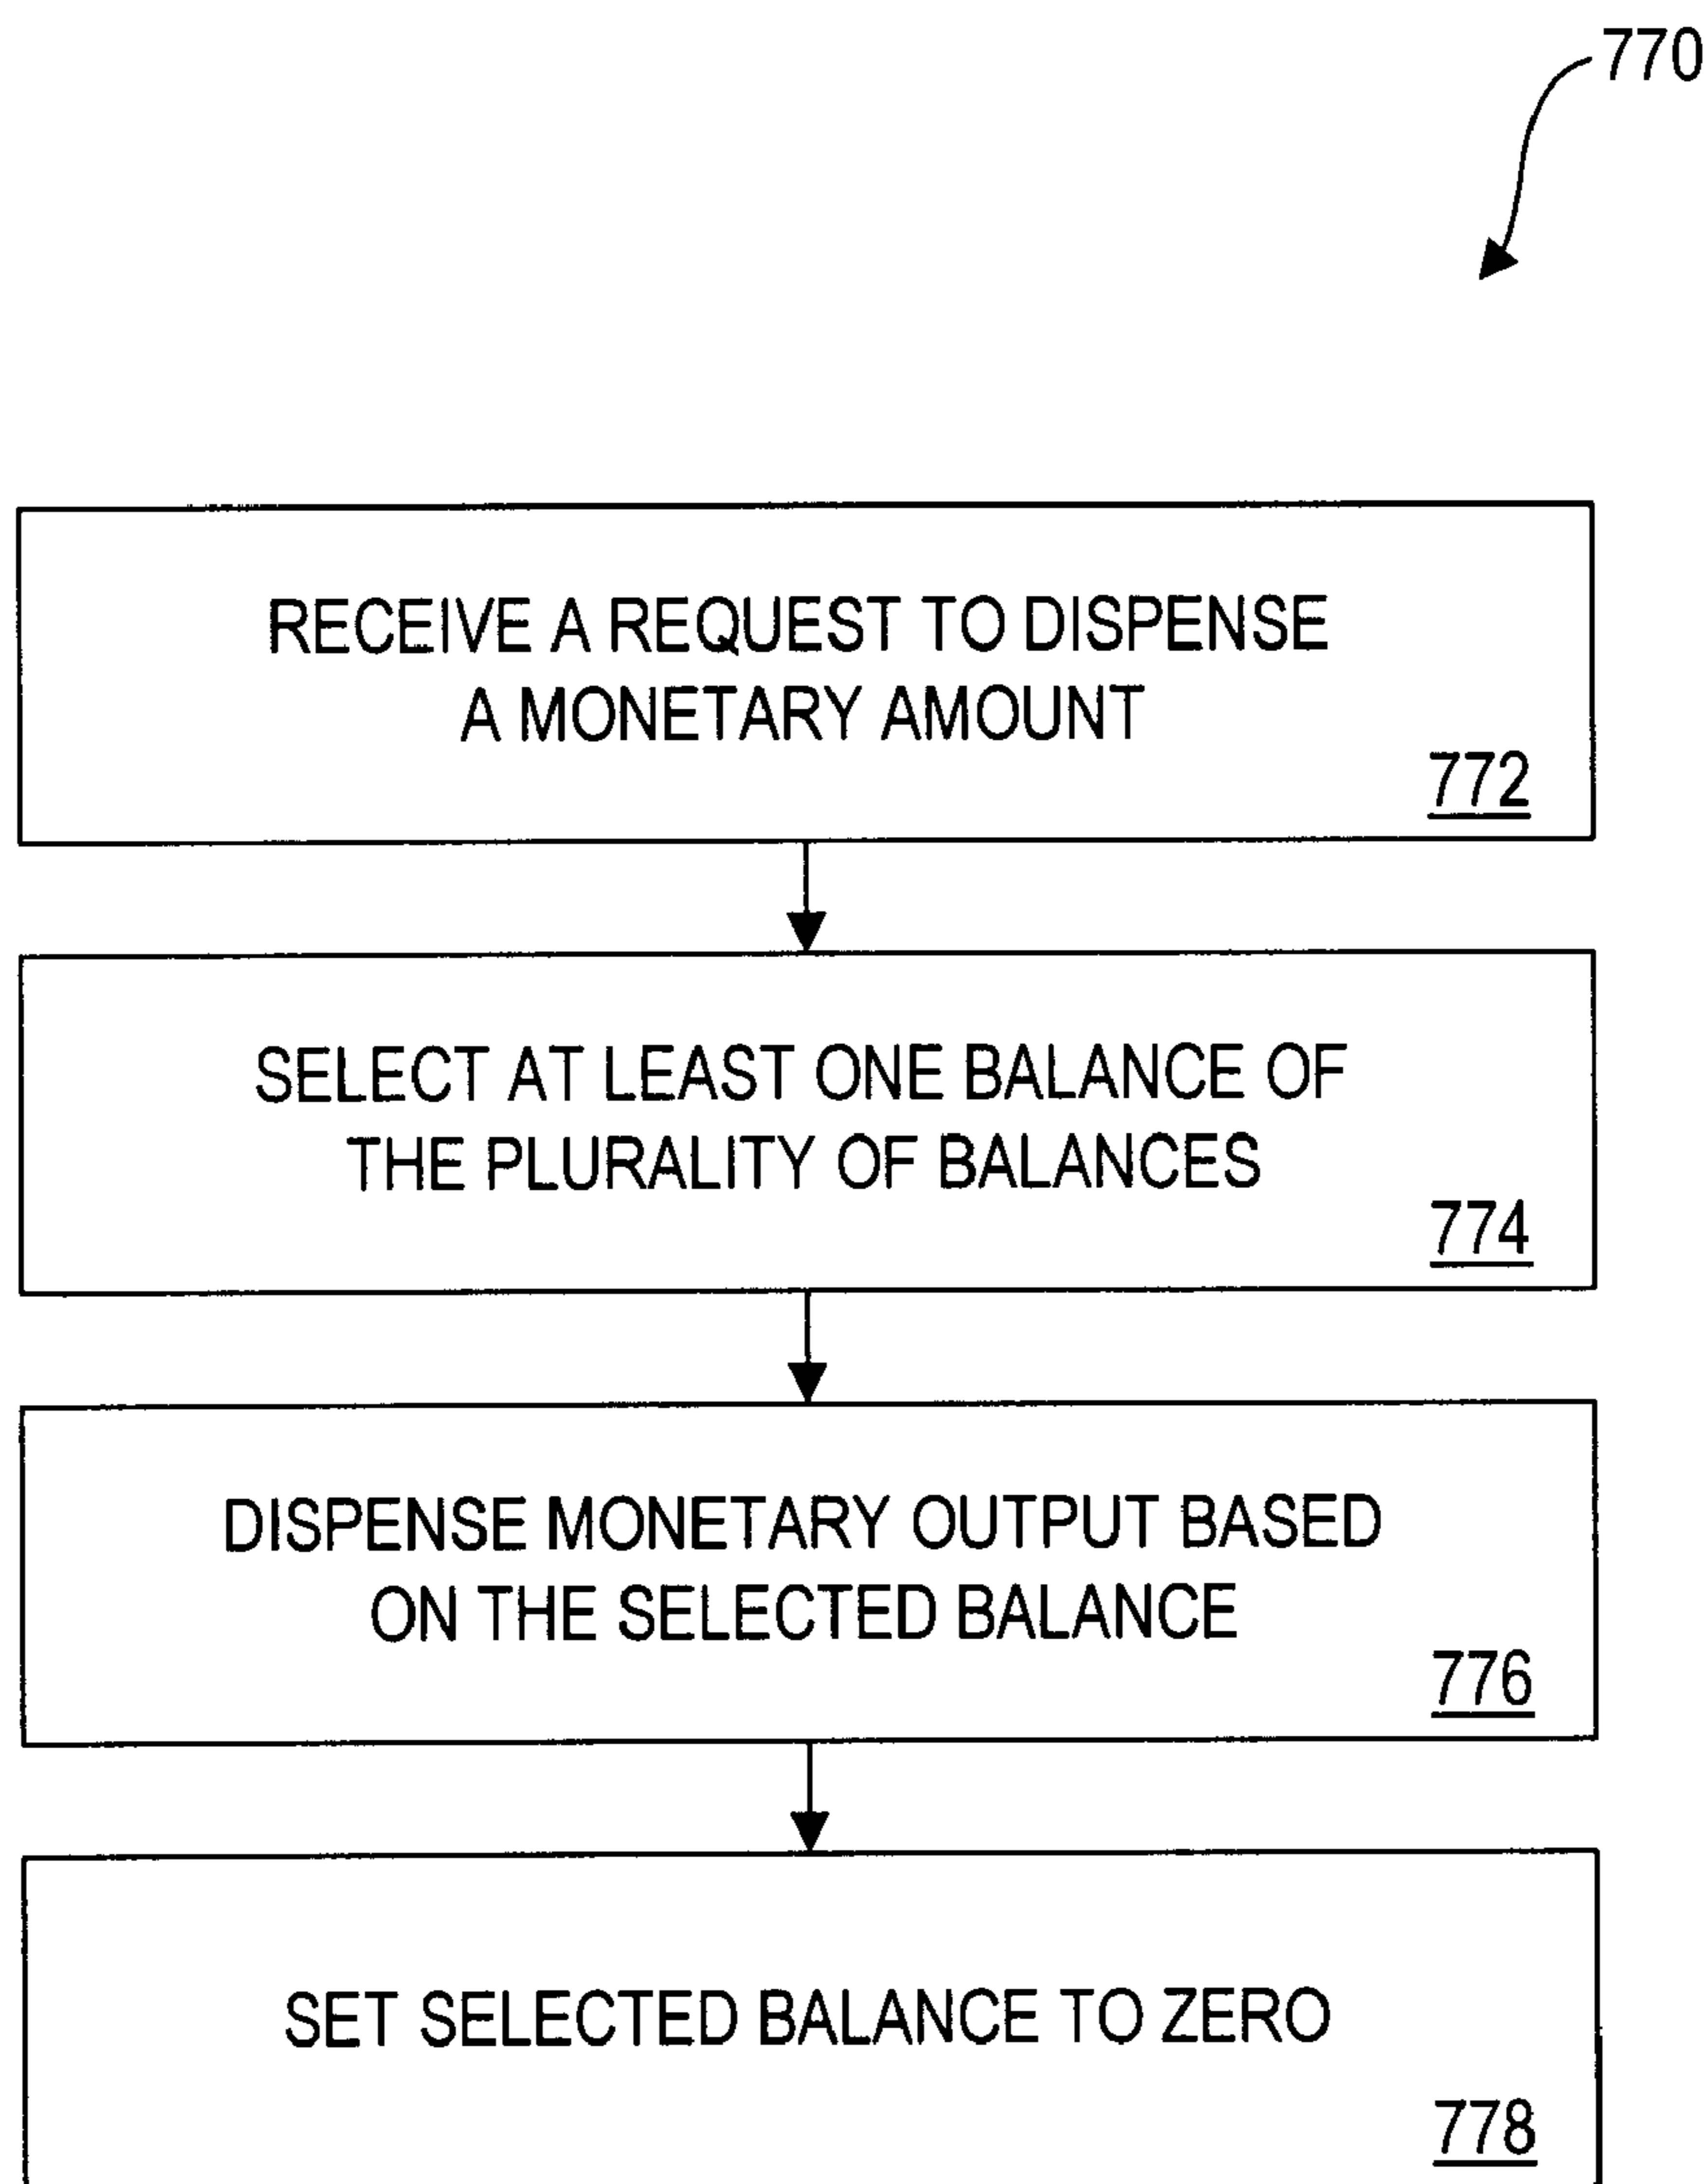 770
RECEIVE A REQUEST TO DISPENSE
A MONETARY AMOUNT
772
SELECT AT LEAST ONE BALANCE OF
THE PLURALITY OF BALANCES
774
DISPENSE MONETARY OUTPUT BASED
ON THE SELECTED BALANCE
776
SET SELECTED BALANCE TO ZERO
778